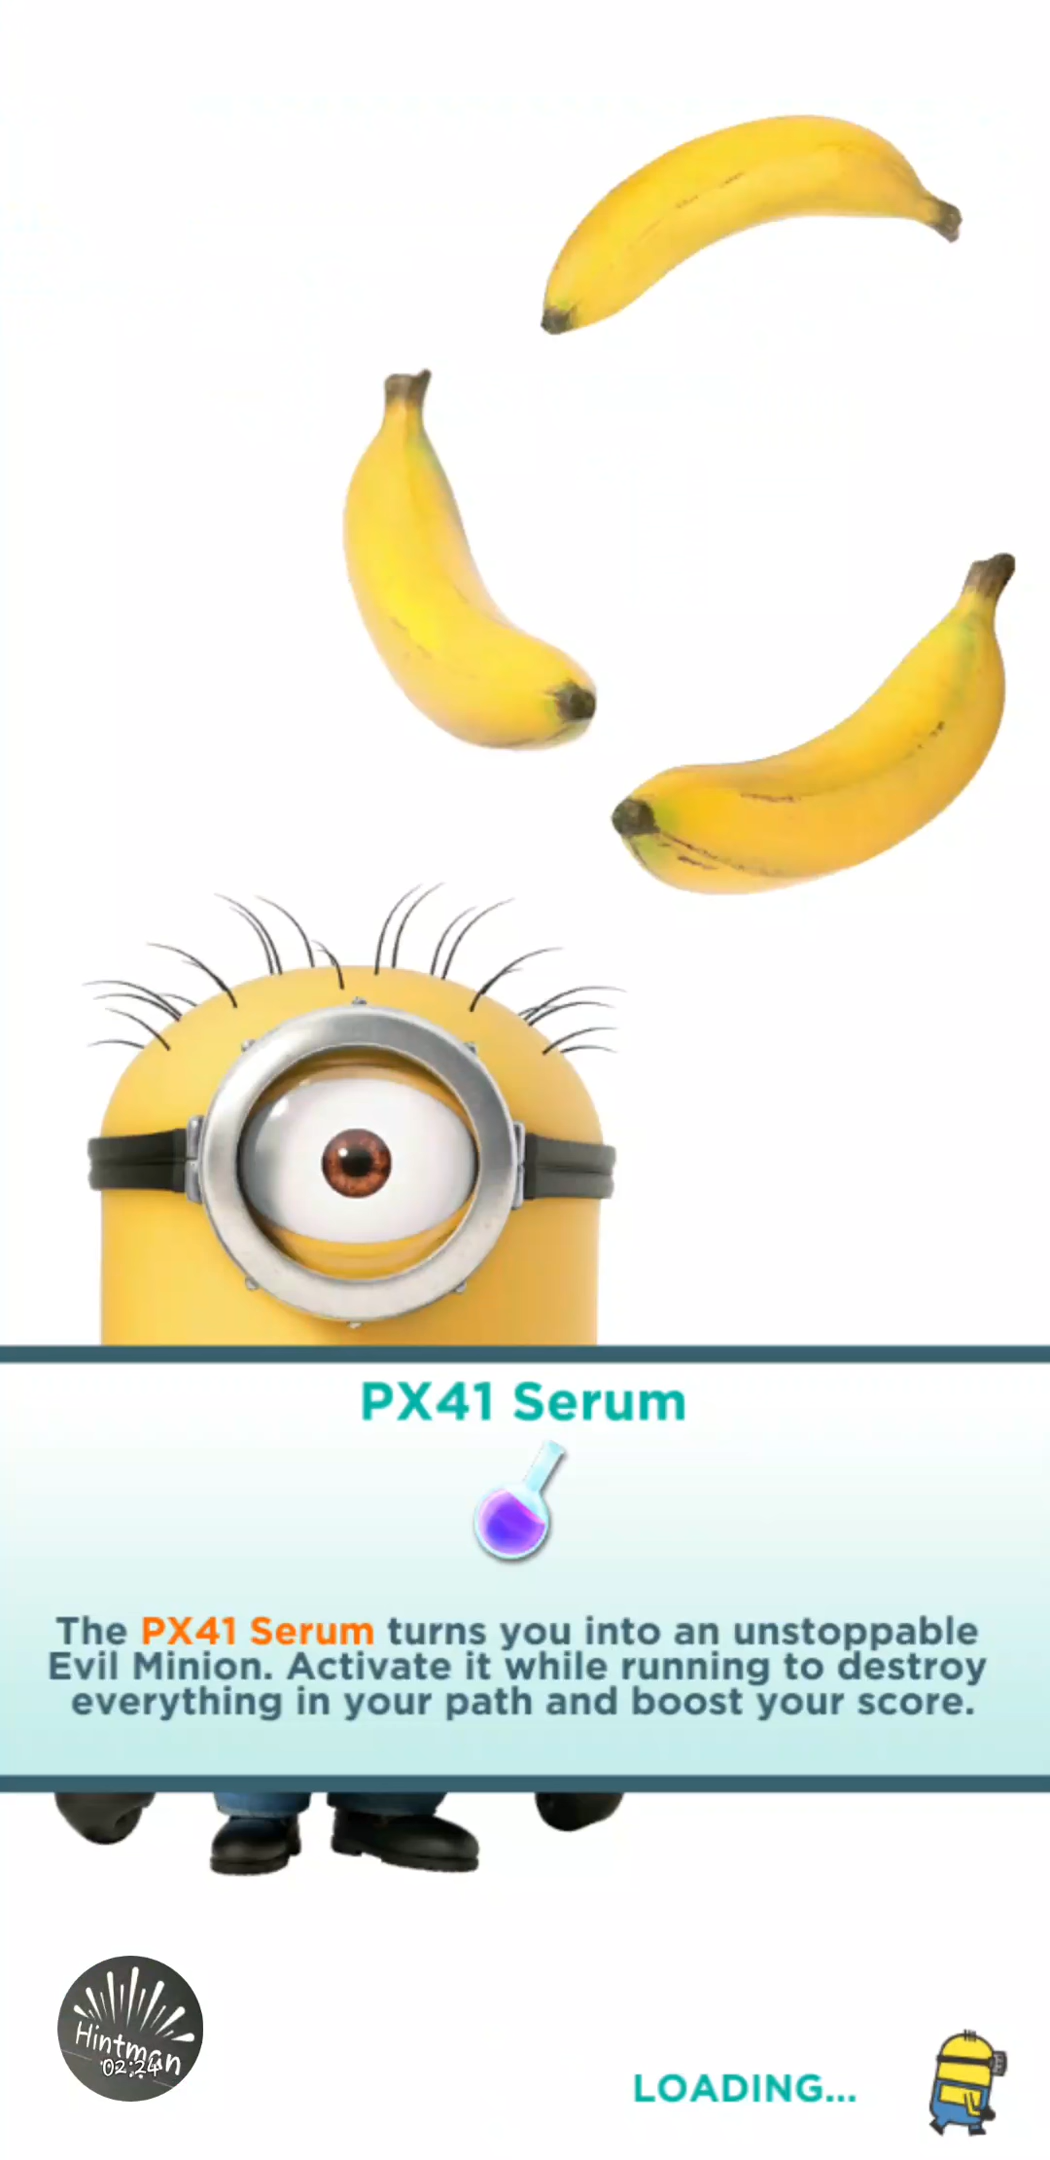 PX41 Serum
The PX41 Serum turns you into an unstoppable
Evil Minion. Activate it while running to destroy
everything in your path and boost your score.
Hintman
02:24
LOADING...